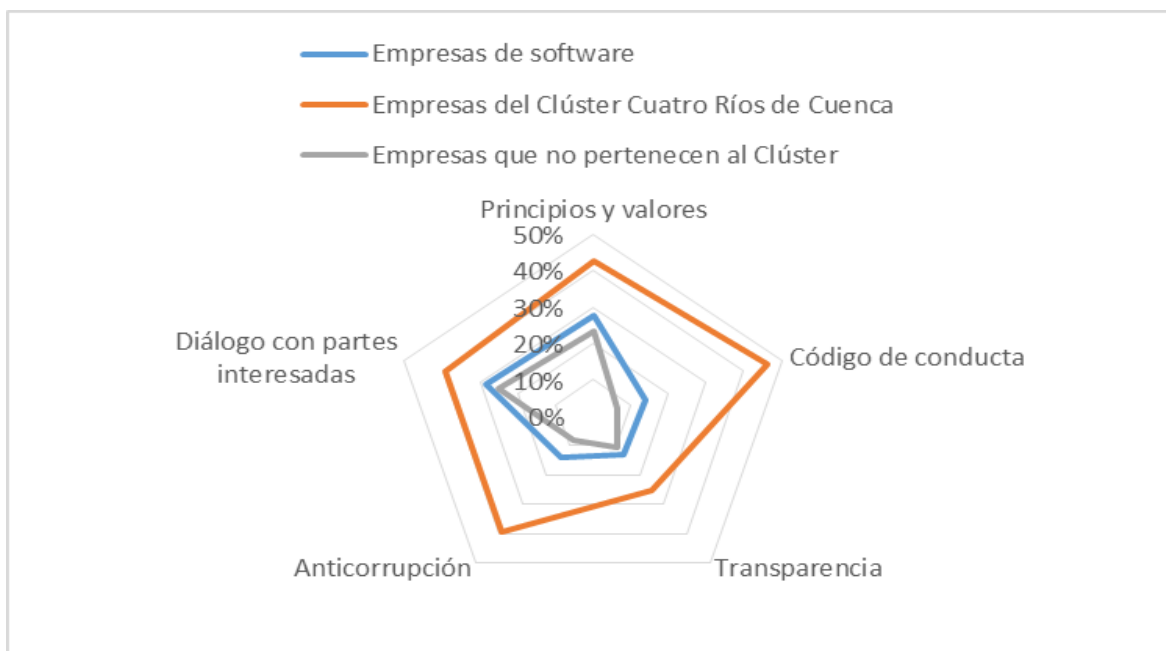 Empresas de software
Empresas del Clúster Cuatro Ríos de Cuenca
Empresas que no pertenecen al Clúster
Principios y valores
50%
40%
30%
20%
10%
0%
Código de conducta
Transparencia
Anticorrupción
Diálogo con partes
interesadas